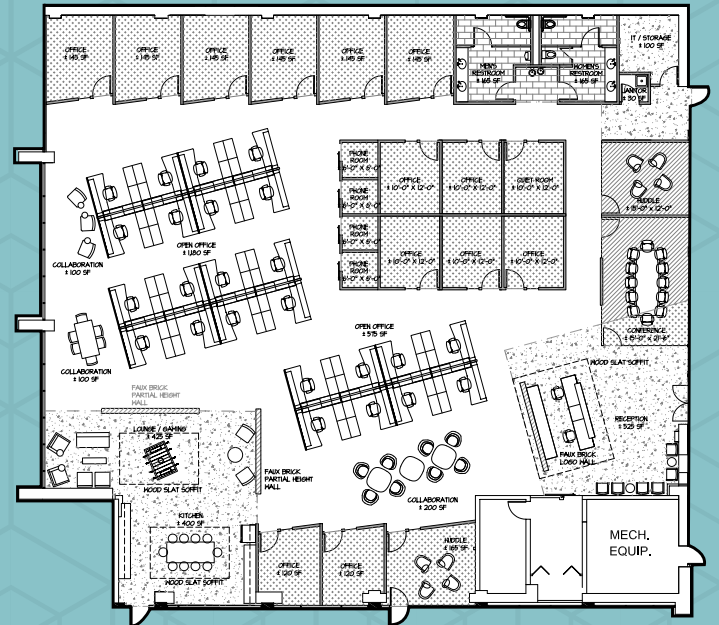 OFFICE
± 145 SF
OFFICE
± 145 SF
OFFICE
± 145 SF
OFFICE
± 145 SF
OFFICE
± 145 SF
OFFICE
± 145 SF
MEN'S
RESTROOM
± 165 SF
WOMEN'S
RESTROOM
± 165 SF
IT / STORAGE
± 100 SF
JANITOR
± 30 SF
PHONE
ROOM
PHONE
ROOM
PHONE
ROOM
PHONE
ROOM
OFFICE
± 10'-0" X 12'-0"
OFFICE
± 10'-0" X 12'-0"
QUIET ROOM
± 10'-0" X 12'-0"
OFFICE
± 10'-0" X 12'-0"
OFFICE
± 10'-0" X 12'-0"
OFFICE
± 10'-0" X 12'-0"
HUDDLE
± 15'-0" X 12'-0"
OPEN OFFICE
± 1,180 SF
COLLABORATION
± 100 SF
CONFERENCE
OPEN OFFICE
± 575 SF
WOOD SLAT SOFFIT
COLLABORATION
± 100 SF
FAUX BRICK
PARTIAL HEIGHT
WALL
LOUNGE / GAMING
± 425 SF
WOOD SLAT SOFFIT
RECEPTION
± 525 SF
FAUX BRICK
LOGO WALL
FAUX BRICK
PARTIAL HEIGHT
WALL
COLLABORATION
± 200 SF
KITCHEN
± 400 SF
WOOD SLAT SOFFIT
OFFICE
± 120 SF
OFFICE
± 120 SF
HUDDLE
± 165 SF
MECH.
EQUIP.